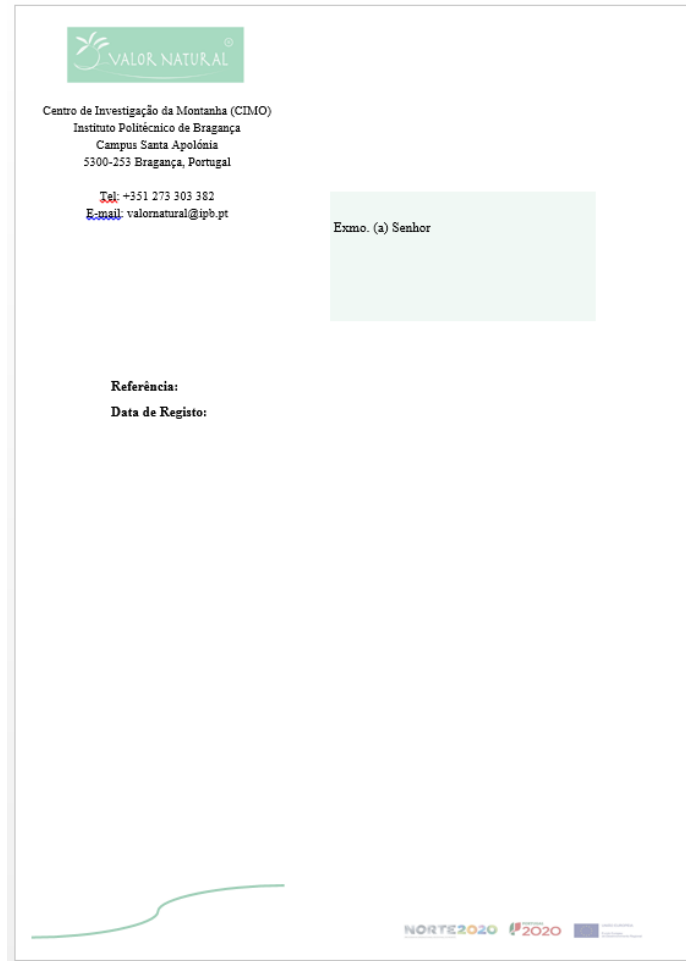 VALOR NATURAL ®
Centro de Investigação da Montanha (CIMO)
Instituto Politécnico de Bragança
Campus Santa Apolónia
5300-253 Bragança, Portugal
Tel: +351 273 303 382
E-mail: valornatural@ipb.pt
Exmo. (a) Senhor
Referência:
Data de Registo:
NORTE2020
2020